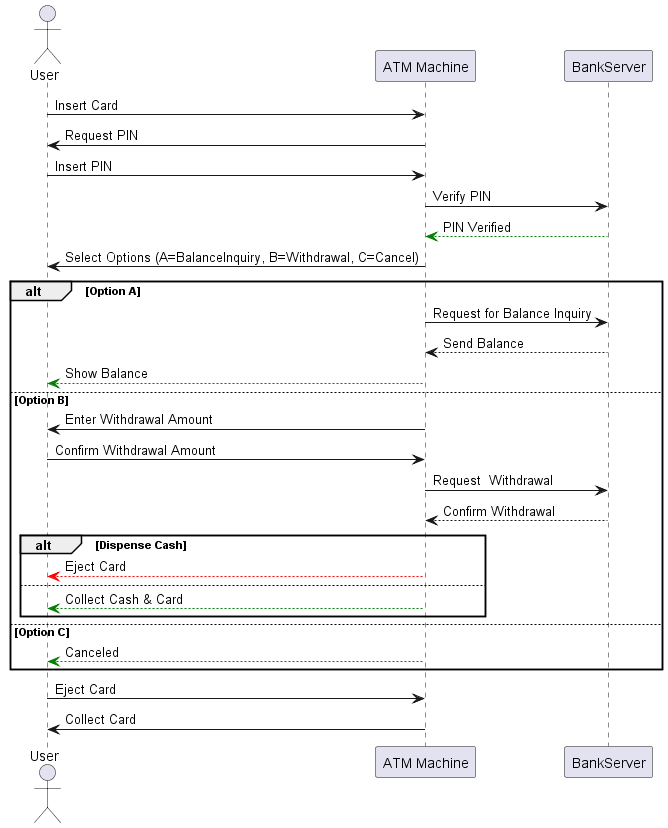 User
ATM Machine
BankServer
Insert Card
Request PIN
Insert PIN
Verify PIN
PIN Verified
Select Options (A=BalanceInquiry, B=Withdrawal, C=Cancel)
alt [Option A]
Request for Balance Inquiry
Send Balance
Show Balance
[Option B]
Enter Withdrawal Amount
Confirm Withdrawal Amount
Request  Withdrawal
Confirm Withdrawal
alt [Dispense Cash]
Eject Card
Collect Cash & Card
[Option C]
Canceled
Eject Card
Collect Card
User
ATM Machine
BankServer